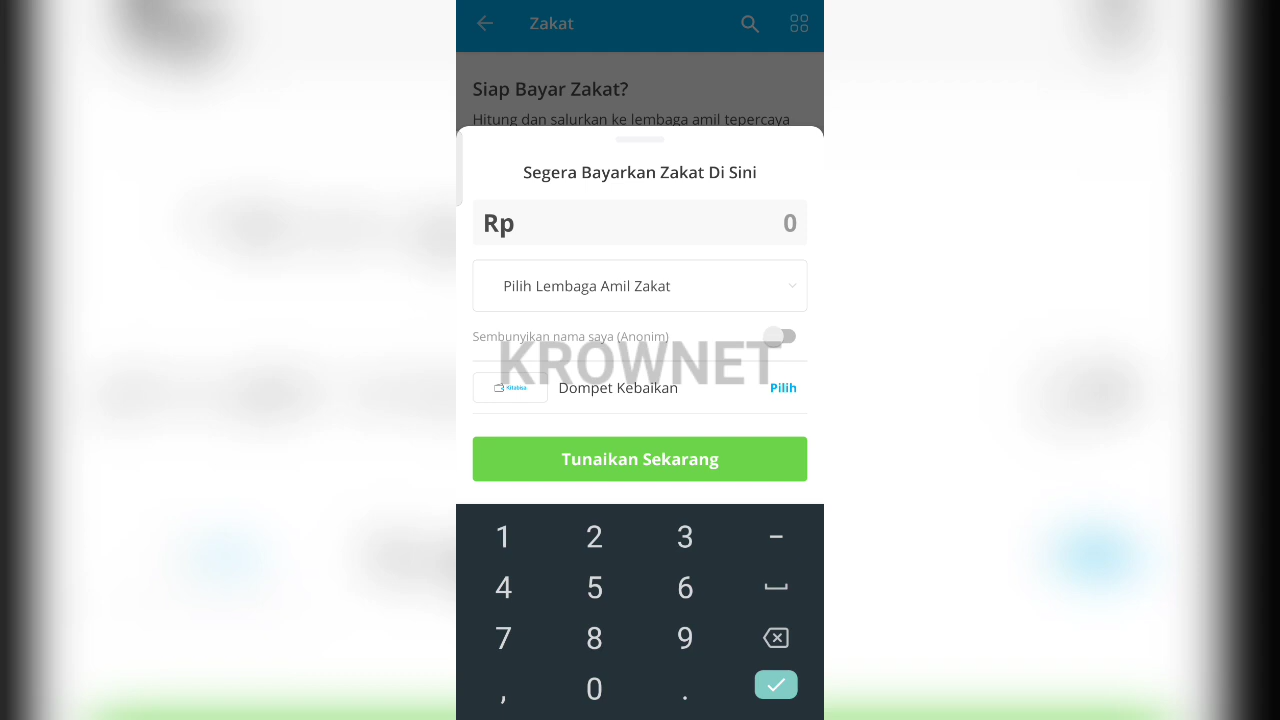 Zakat
Siap Bayar Zakat?
Hitung dan salurkan ke lembaga amil tepercaya
Segera Bayarkan Zakat Di Sini
Rp 0
Pilih Lembaga Amil Zakat
Sembunyikan nama saya (Anonim)
KROWNET
Kitabisa Dompet Kebaikan Pilih
Tunaikan Sekarang
1 2 3 -
4 5 6
7 8 9
, 0 .